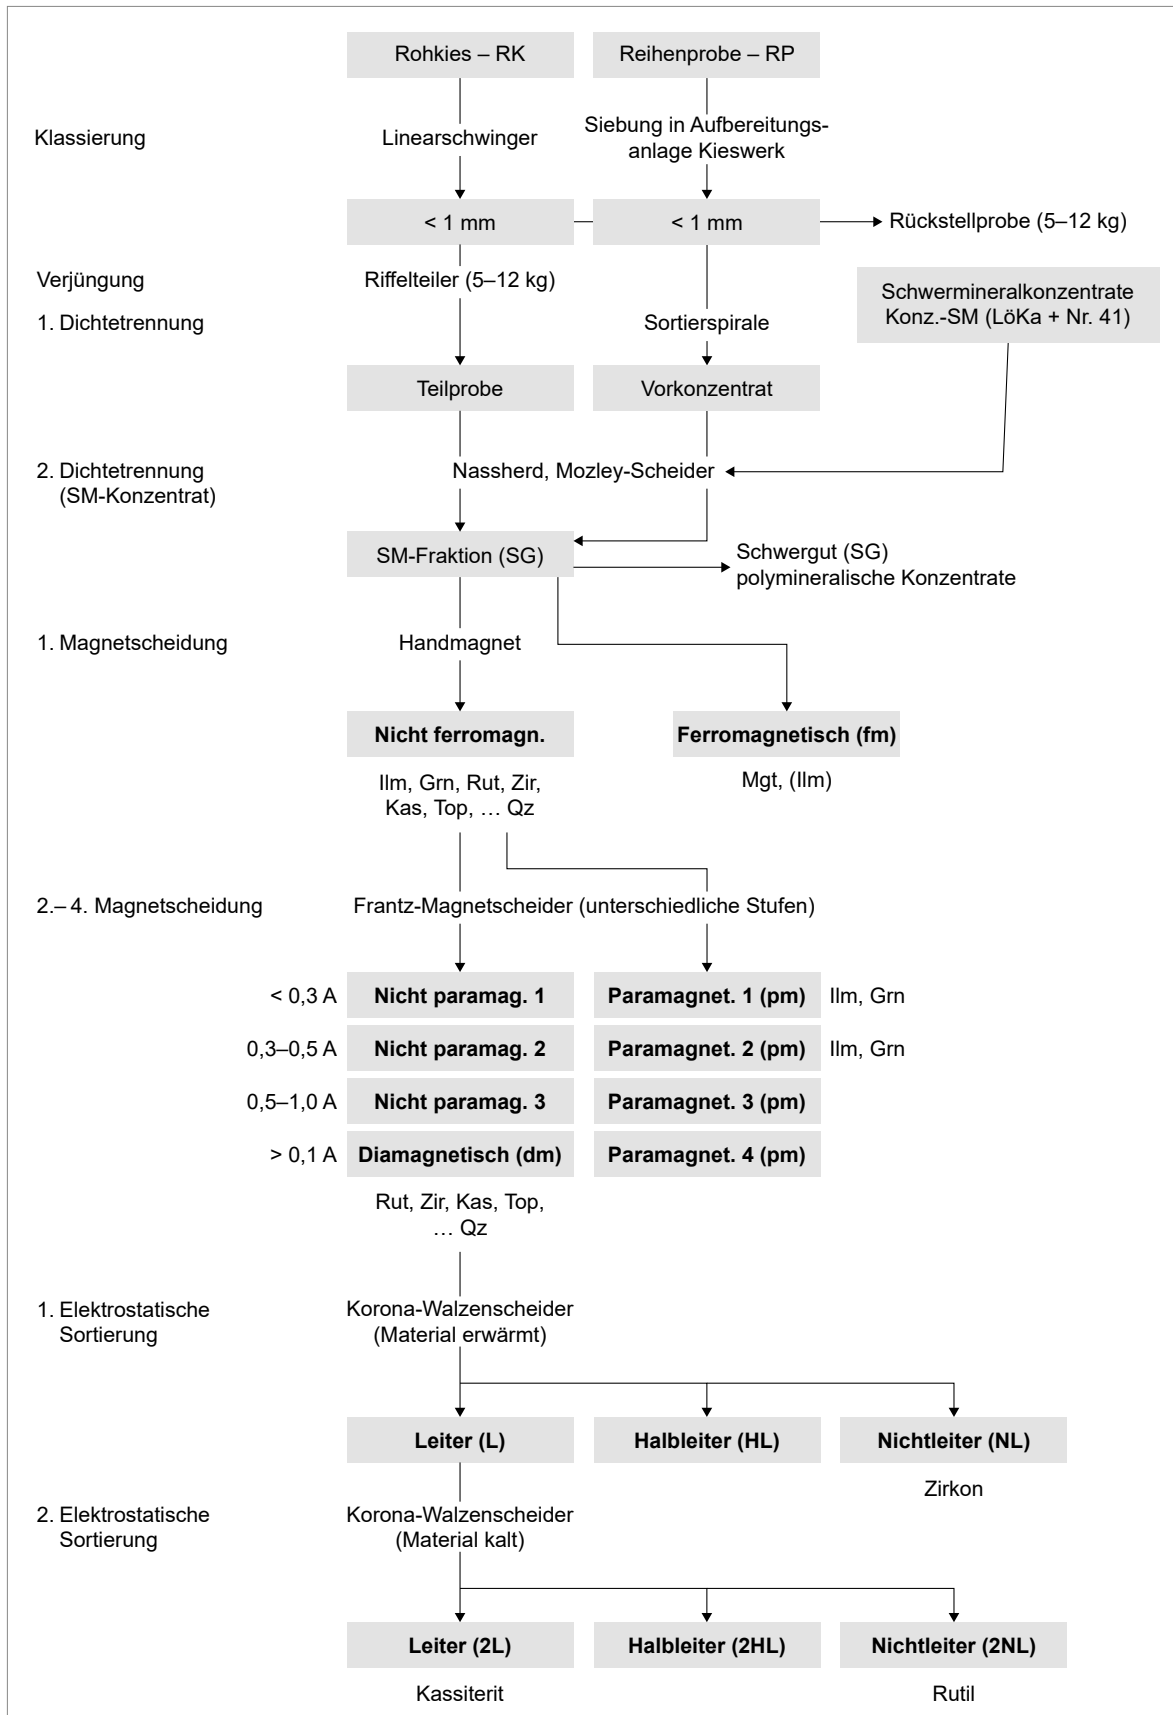 Rohkies – RK
Reihenprobe – RP
Klassierung
Linearschwinger
Siebung in Aufbereitungs-
anlage Kieswerk
< 1 mm
< 1 mm
Rückstellprobe (5–12 kg)
Verjüngung
Riffelteiler (5–12 kg)
Schwermineralkonzentrate
Konz.-SM (LöKa + Nr. 41)
1. Dichtetrennung
Sortierspirale
Teilprobe
Vorkonzentrat
2. Dichtetrennung
(SM-Konzentrat)
Nassherd, Mozley-Scheider
SM-Fraktion (SG)
Schwergut (SG)
polymineralische Konzentrate
1. Magnetscheidung
Handmagnet
Nicht ferromagn.
Ferromagnetisch (fm)
Ilm, Grn, Rut, Zir,
Kas, Top, … Qz
Mgt, (Ilm)
2.– 4. Magnetscheidung
Frantz-Magnetscheider (unterschiedliche Stufen)
< 0,3 A
Nicht paramag. 1
Paramagnet. 1 (pm)
Ilm, Grn
0,3–0,5 A
Nicht paramag. 2
Paramagnet. 2 (pm)
Ilm, Grn
0,5–1,0 A
Nicht paramag. 3
Paramagnet. 3 (pm)
> 0,1 A
Diamagnetisch (dm)
Paramagnet. 4 (pm)
Rut, Zir, Kas, Top,
… Qz
1. Elektrostatische
Sortierung
Korona-Walzenscheider
(Material erwärmt)
Leiter (L)
Halbleiter (HL)
Nichtleiter (NL)
Zirkon
2. Elektrostatische
Sortierung
Korona-Walzenscheider
(Material kalt)
Leiter (2L)
Halbleiter (2HL)
Nichtleiter (2NL)
Kassiterit
Rutil